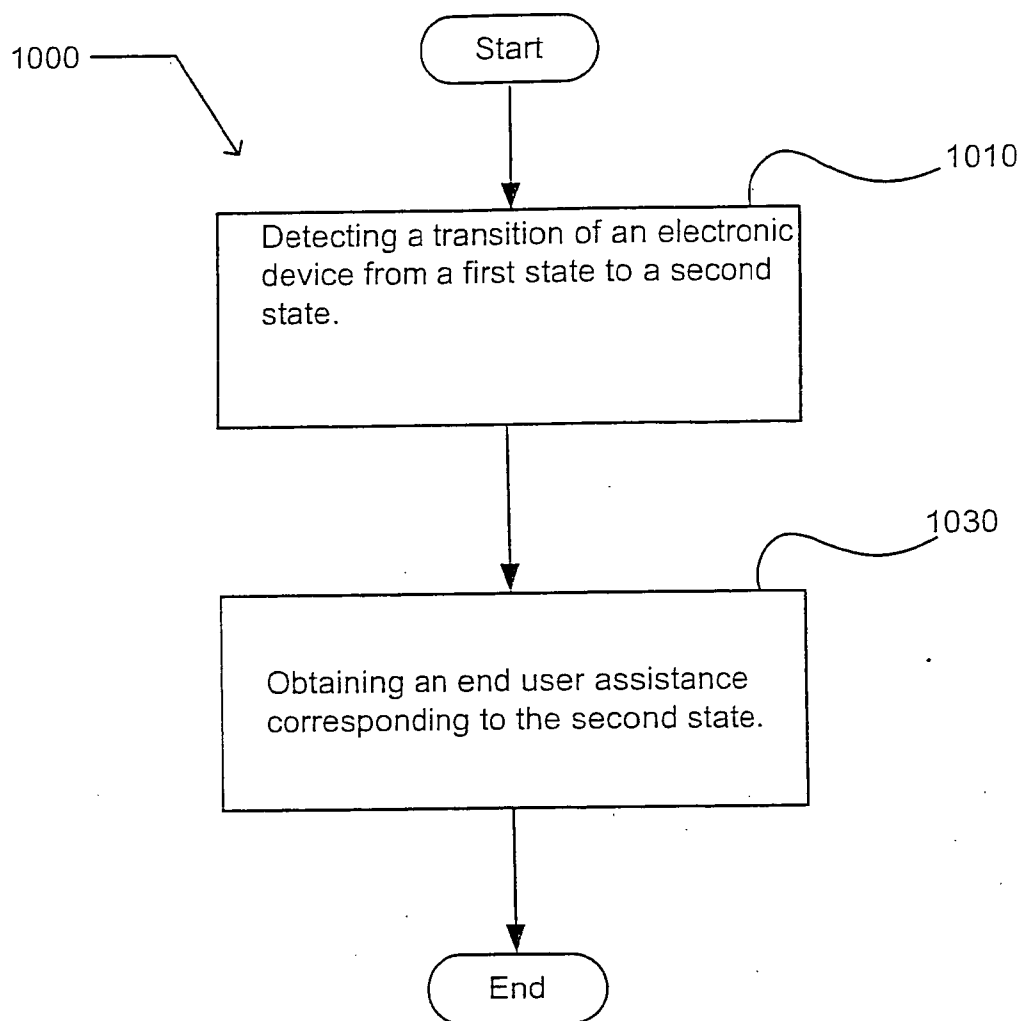 Start
1000
1010
Detecting a transition of an electronic
device from a first state to a second
state.
1030
Obtaining an end user assistance
corresponding to the second state.
End